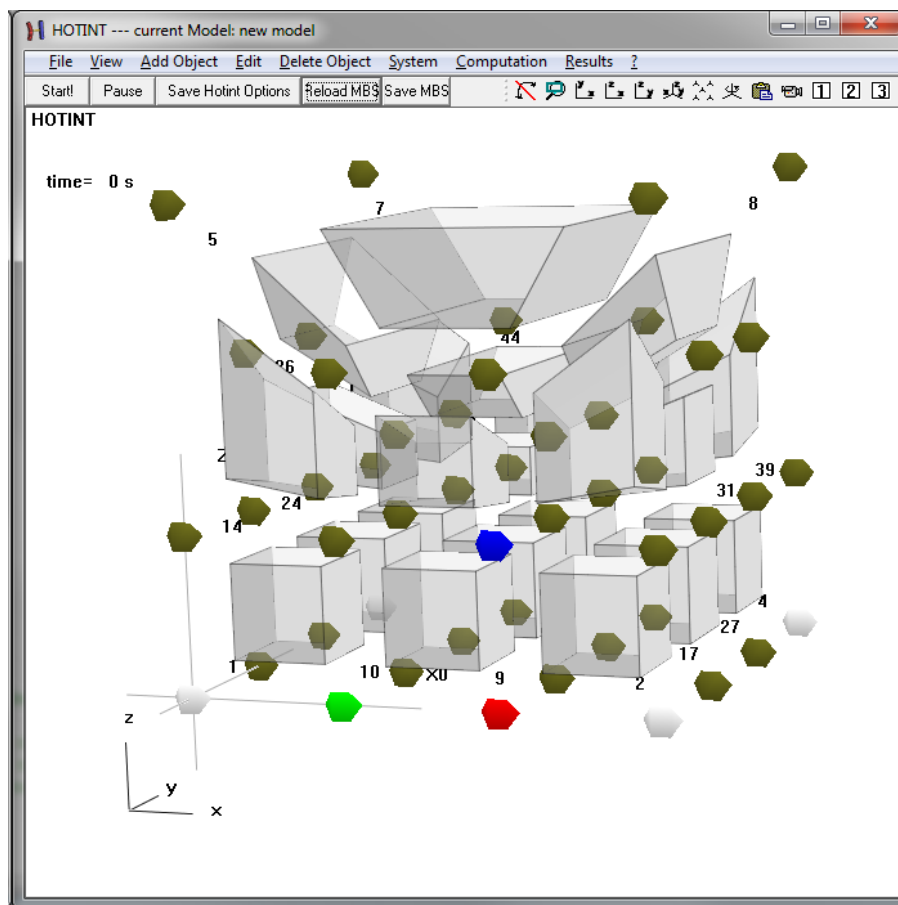 HOTINT --- current Model: new model
File View Add Object Edit Delete Object System Computation Results ?
Start! Pause Save Hotint Options Reload MBS Save MBS 1 2 3
HOTINT
time= 0 s
7
8
5
44
Z
39
24
31
14
4
27
1
10
X0
9
2
17
z
y
x